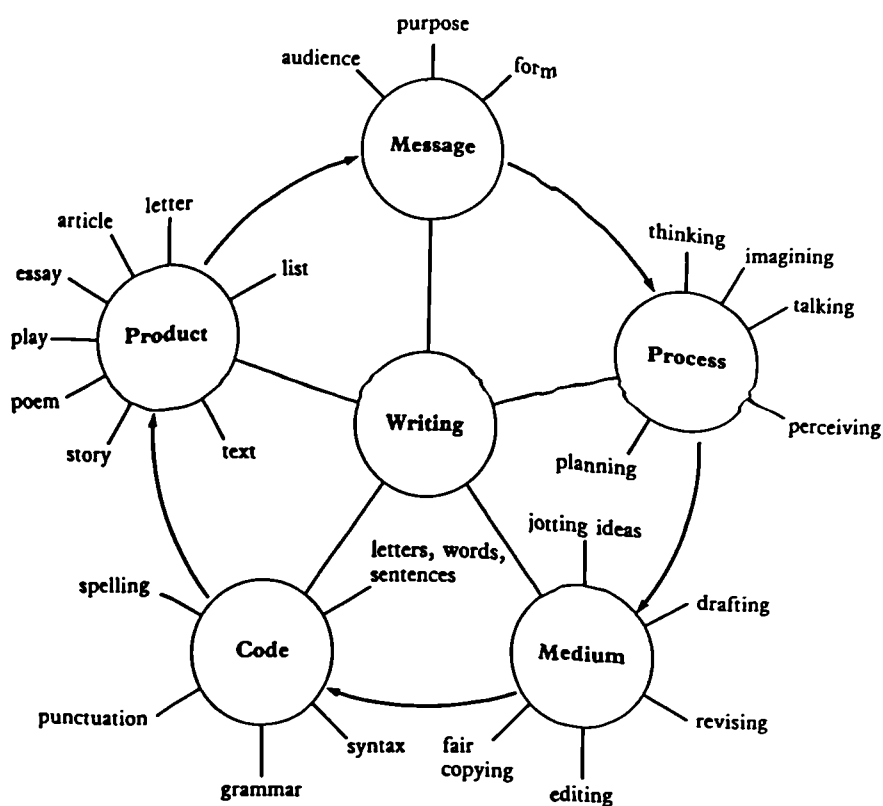 purpose
audience
form
Message
letter
article
essay
list
play
Product
poem
story
text
thinking
imagining
talking
Process
perceiving
planning
Writing
jotting ideas
drafting
Medium
revising
fair
copying
editing
letters, words,
sentences
spelling
Code
punctuation
syntax
grammar